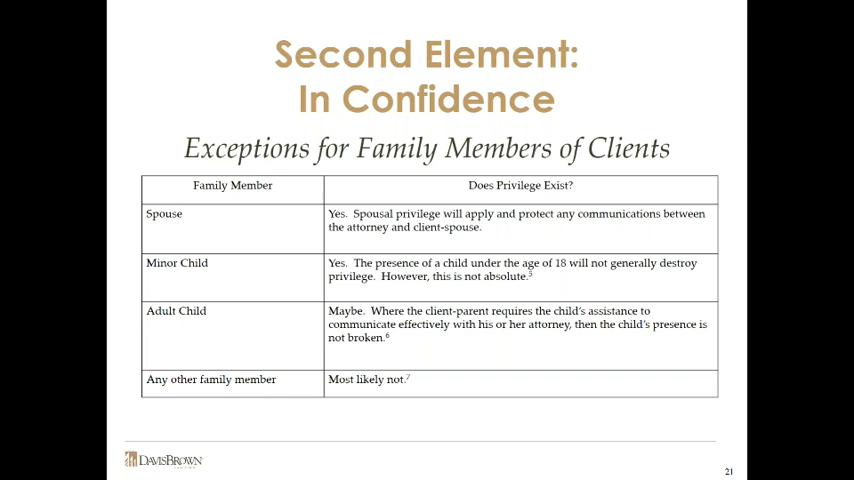 Second Element:
In Confidence
Exceptions for Family Members of Clients
Family Member
Does Privilege Exist?
Spouse
Yes. Spousal privilege will apply and protect any communications between
the attorney and client-spouse.
Minor Child
Yes. The presence of a child under the age of 18 will not generally destroy
privilege. However, this is not absolute.⁵
Adult Child
Maybe. Where the client-parent requires the child's assistance to
communicate effectively with his or her attorney, then the child's presence is
not broken.⁶
Any other family member
Most likely not.⁷
DAVISBROWN
21